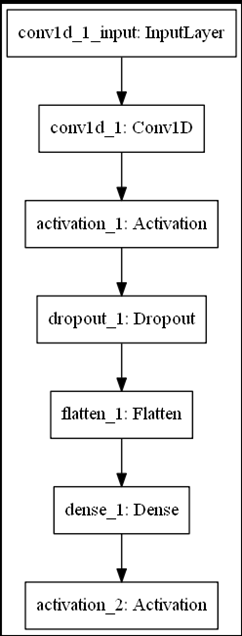 conv1d_1_input: InputLayer
conv1d_1: Conv1D
activation_1: Activation
dropout_1: Dropout
flatten_1: Flatten
dense_1: Dense
activation_2: Activation